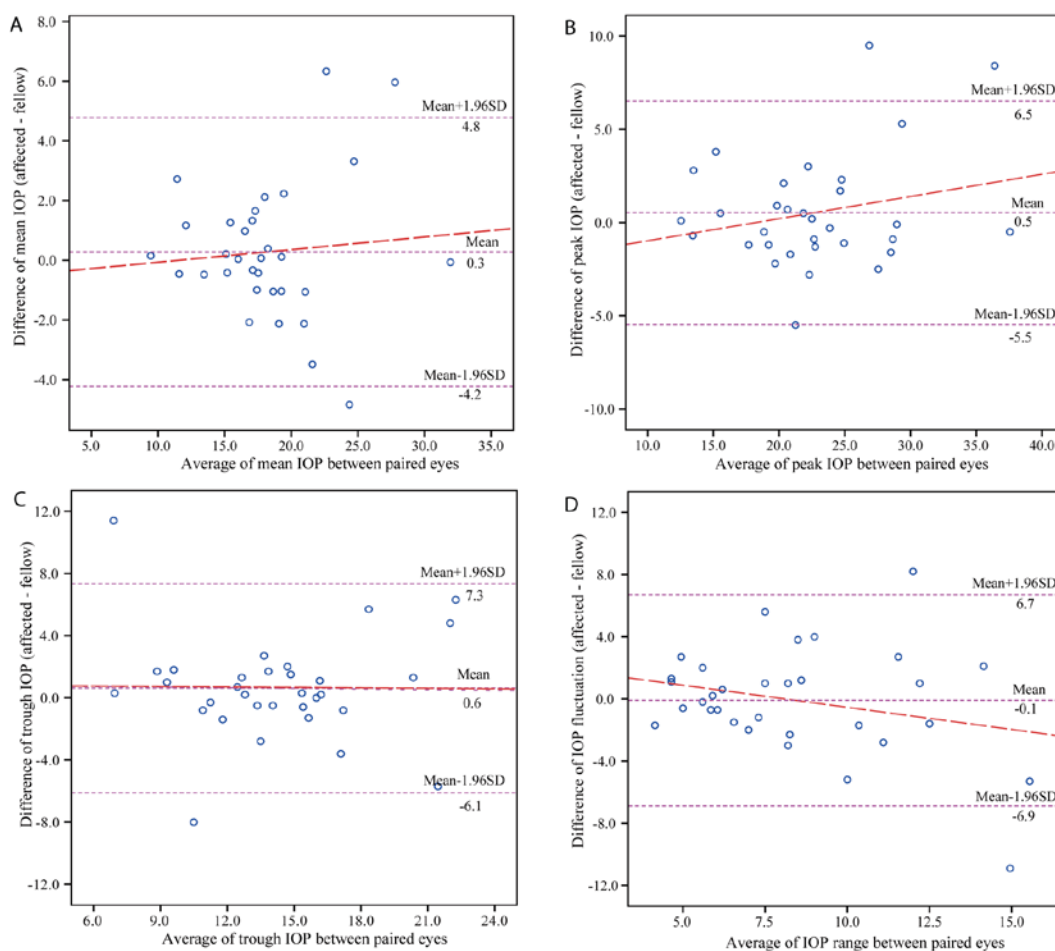 A
Difference of mean IOP (affected - fellow)
8.0
6.0
4.0
2.0
0.0
-2.0
-4.0
Mean+1.96SD
4.8
Mean
0.3
Mean-1.96SD
-4.2
5.0 10.0 15.0 20.0 25.0 30.0 35.0
Average of mean IOP between paired eyes
B
Difference of peak IOP (affected - fellow)
10.0
5.0
0.0
-5.0
-10.0
Mean+1.96SD
6.5
Mean
0.5
Mean-1.96SD
-5.5
10.0 15.0 20.0 25.0 30.0 35.0 40.0
Average of peak IOP between paired eyes
C
Difference of trough IOP (affected - fellow)
12.0
8.0
4.0
0.0
-4.0
-8.0
-12.0
Mean+1.96SD
7.3
Mean
0.6
Mean-1.96SD
-6.1
6.0 9.0 12.0 15.0 18.0 21.0 24.0
Average of trough IOP between paired eyes
D
Difference of IOP fluctuation (affected - fellow)
12.0
8.0
4.0
0.0
-4.0
-8.0
-12.0
Mean+1.96SD
6.7
Mean
-0.1
Mean-1.96SD
-6.9
5.0 7.5 10.0 12.5 15.0
Average of IOP range between paired eyes